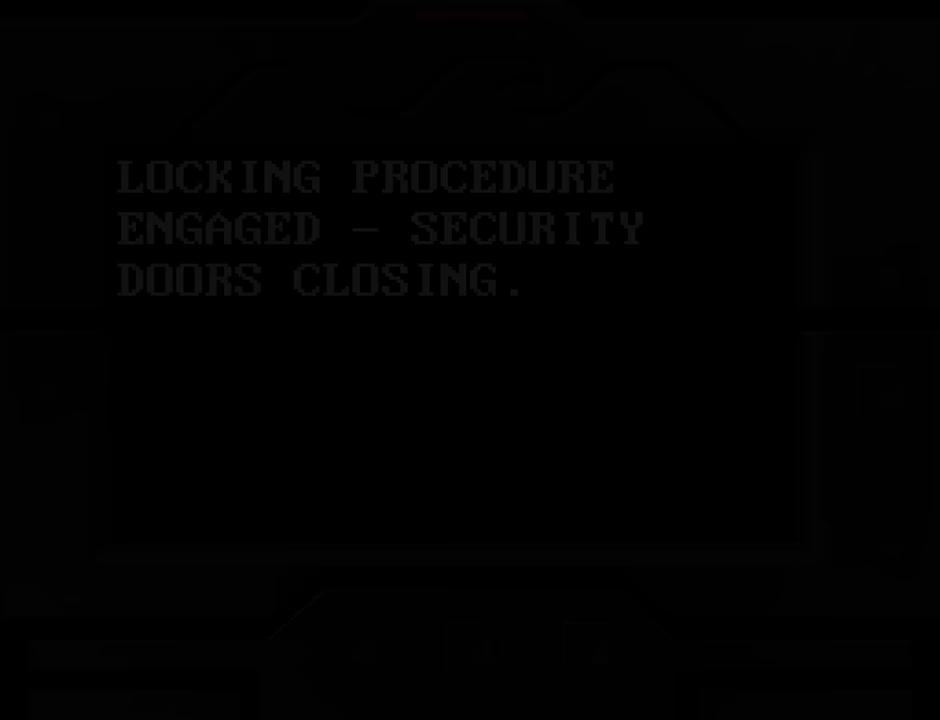 LOCKING PROCEDURE
ENGAGED - SECURITY
DOORS CLOSING.